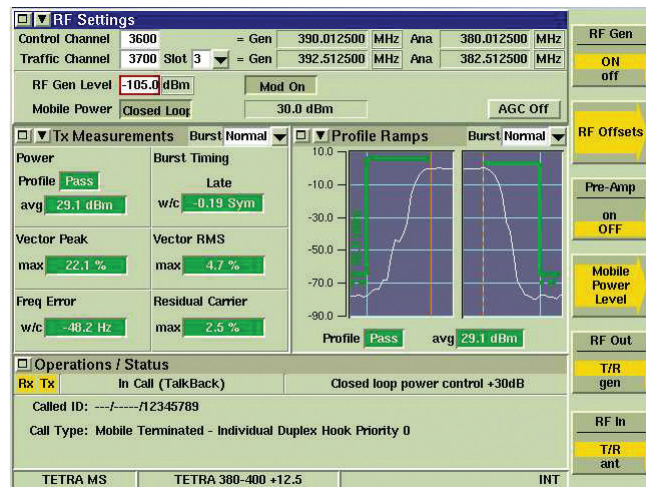 RF Settings
Control Channel 3600 = Gen 390.012500 MHz Ana 380.012500 MHz
Traffic Channel 3700 Slot 3 = Gen 392.512500 MHz Ana 382.512500 MHz
RF Gen Level -105.0 dBm Mod On
Mobile Power Closed Loop 30.0 dBm AGC Off
Tx Measurements Burst Normal
Power
Profile Pass
avg 29.1 dBm
Burst Timing
Late
w/c -0.19 Sym
Vector Peak
max 22.1 %
Vector RMS
max 4.7 %
Freq Error
w/c -48.2 Hz
Residual Carrier
max 2.5 %
Profile Ramps Burst Normal
10.0
-10.0
-30.0
-50.0
-70.0
-90.0
Profile Pass avg 29.1 dBm
Operations / Status
Rx Tx In Call (TalkBack) Closed loop power control +30dB
Called ID: ---/-----/12345789
Call Type: Mobile Terminated - Individual Duplex Hook Priority 0
TETRA MS TETRA 380-400 +12.5 INT
RF Gen
ON
off
RF Offsets
Pre-Amp
on
OFF
Mobile
Power
Level
RF Out
T/R
gen
RF In
T/R
ant